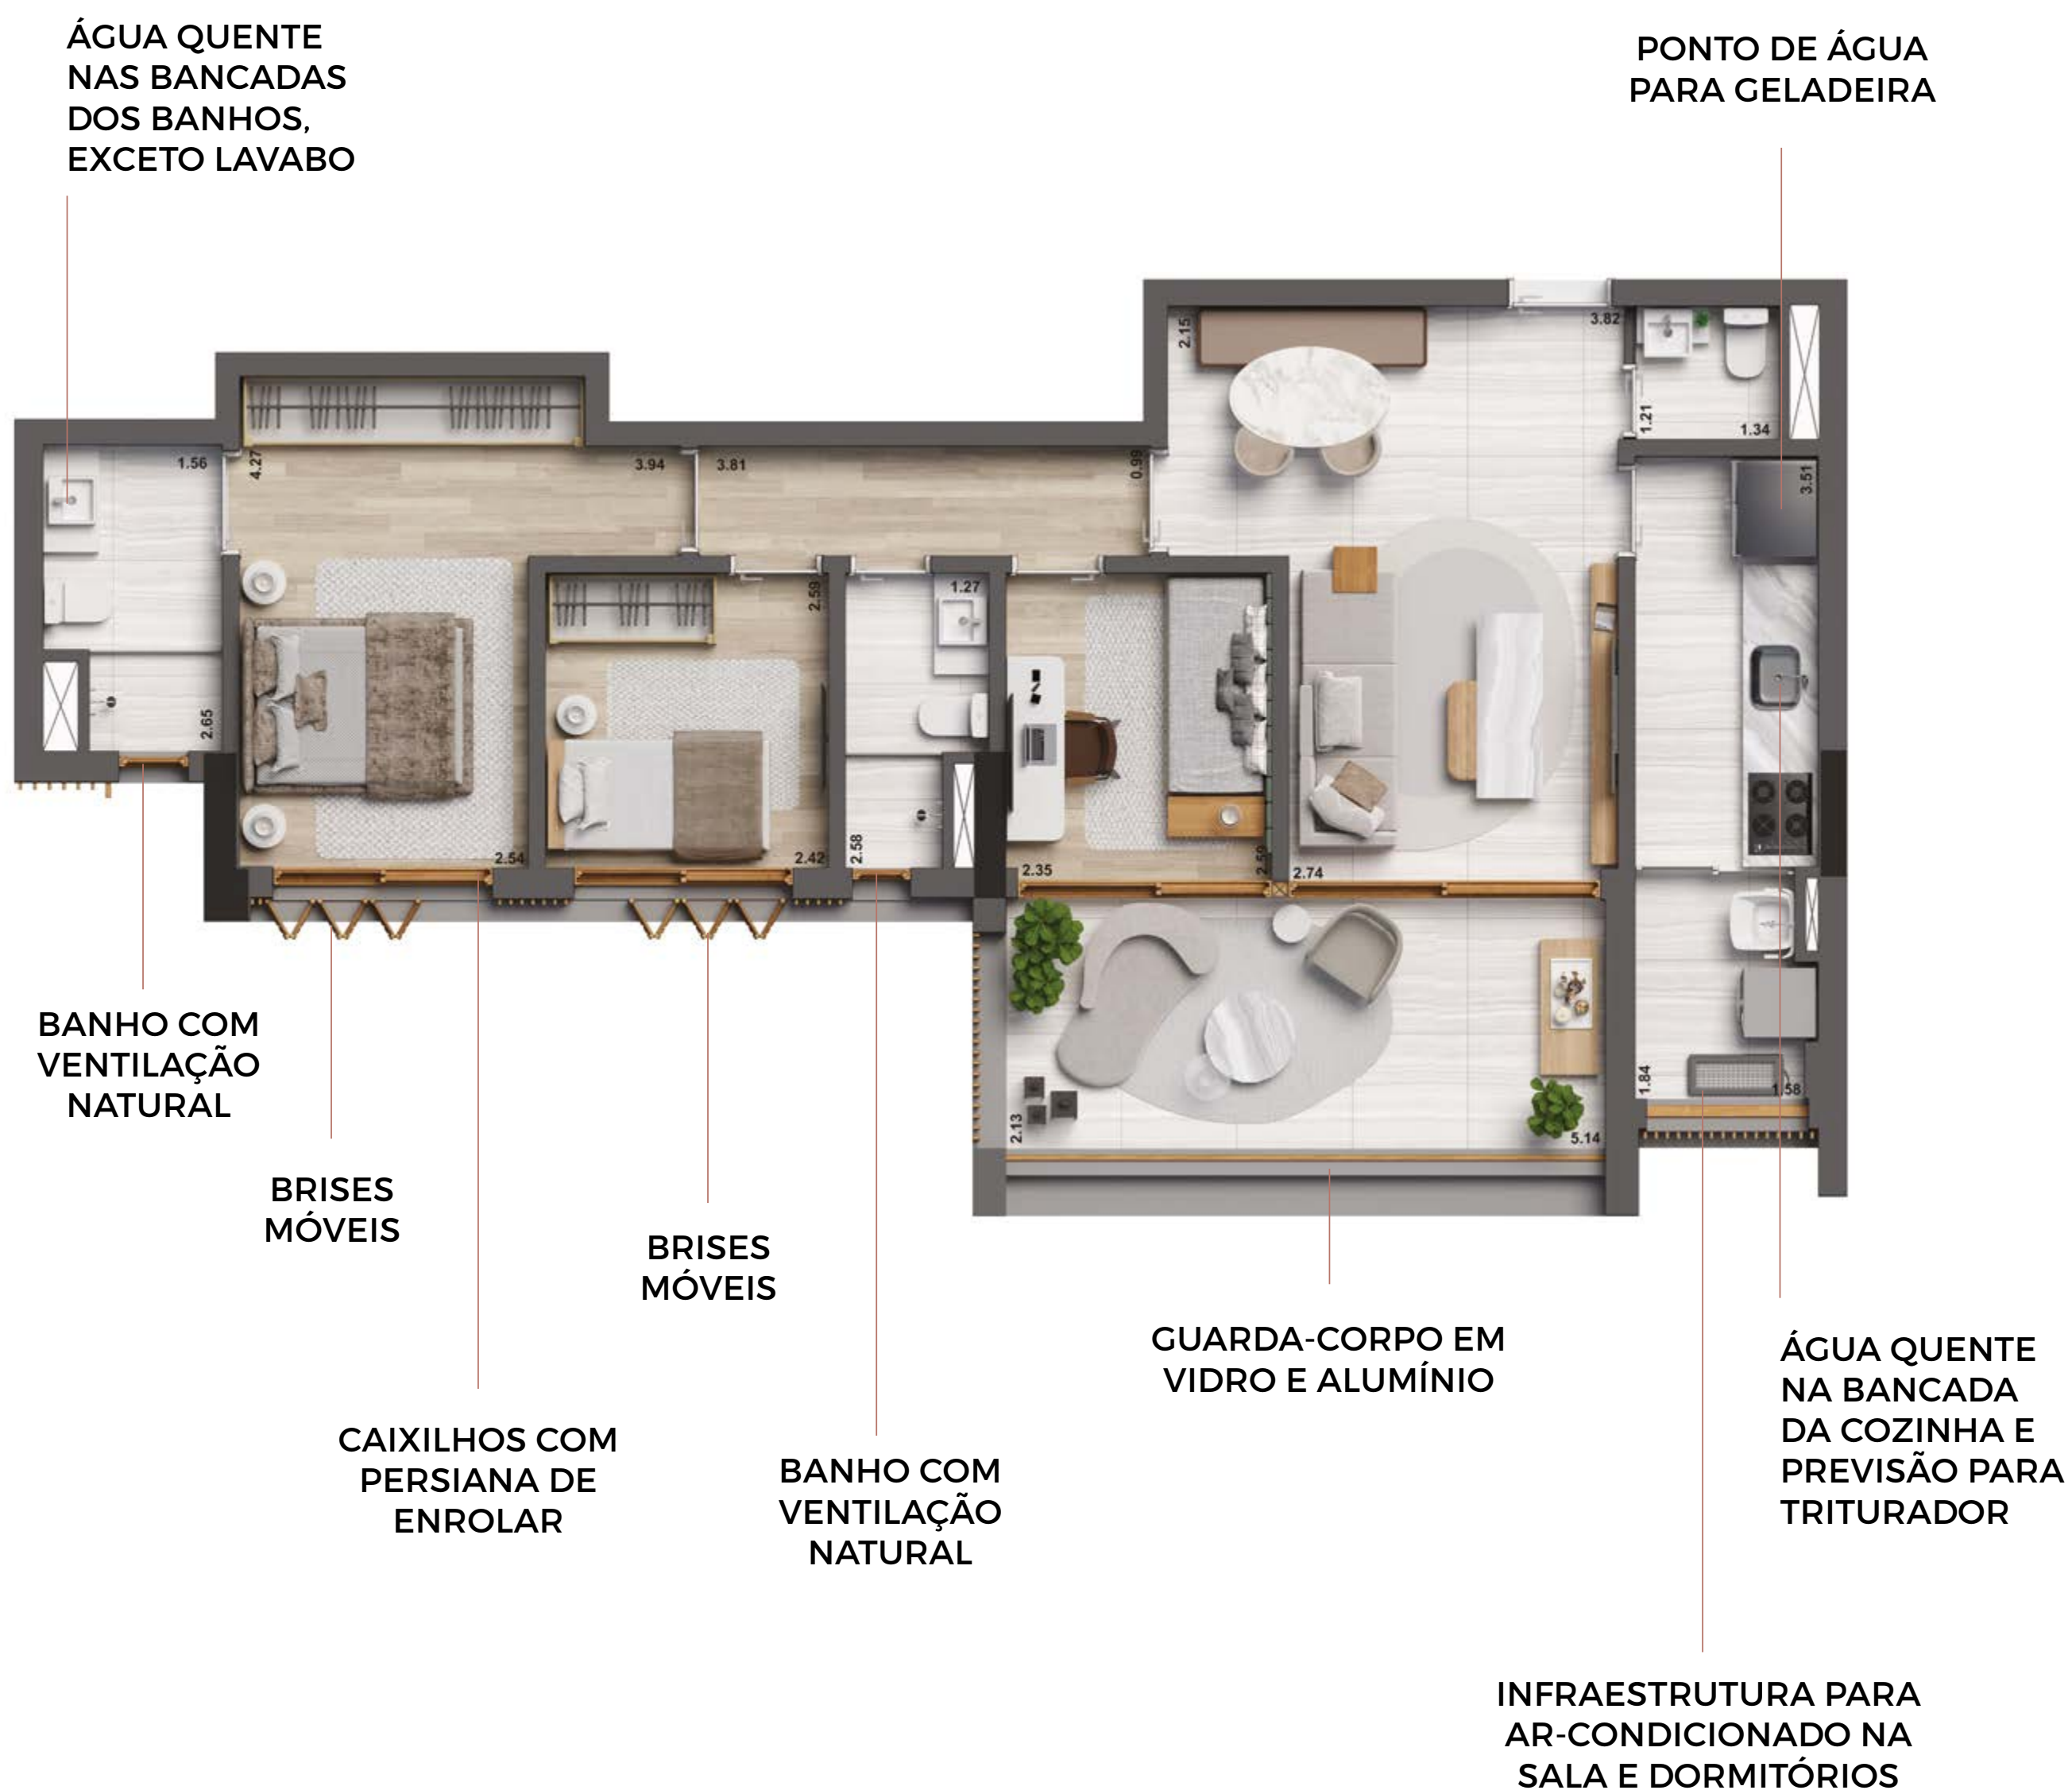 ÁGUA QUENTE
NAS BANCADAS
DOS BANHOS,
EXCETO LAVABO
PONTO DE ÁGUA
PARA GELADEIRA
2.15
3.82
1.21
1.34
1.56
4.27
3.94
3.81
0.99
3.51
2.59
1.27
2.65
2.54
2.42
2.58
2.35
2.59
2.74
1.84
1.58
2.13
5.14
BANHO COM
VENTILAÇÃO
NATURAL
BRISES
MÓVEIS
BRISES
MÓVEIS
GUARDA-CORPO EM
VIDRO E ALUMÍNIO
ÁGUA QUENTE
NA BANCADA
DA COZINHA E
PREVISÃO PARA
TRITURADOR
CAIXILHOS COM
PERSIANA DE
ENROLAR
BANHO COM
VENTILAÇÃO
NATURAL
INFRAESTRUTURA PARA
AR-CONDICIONADO NA
SALA E DORMITÓRIOS